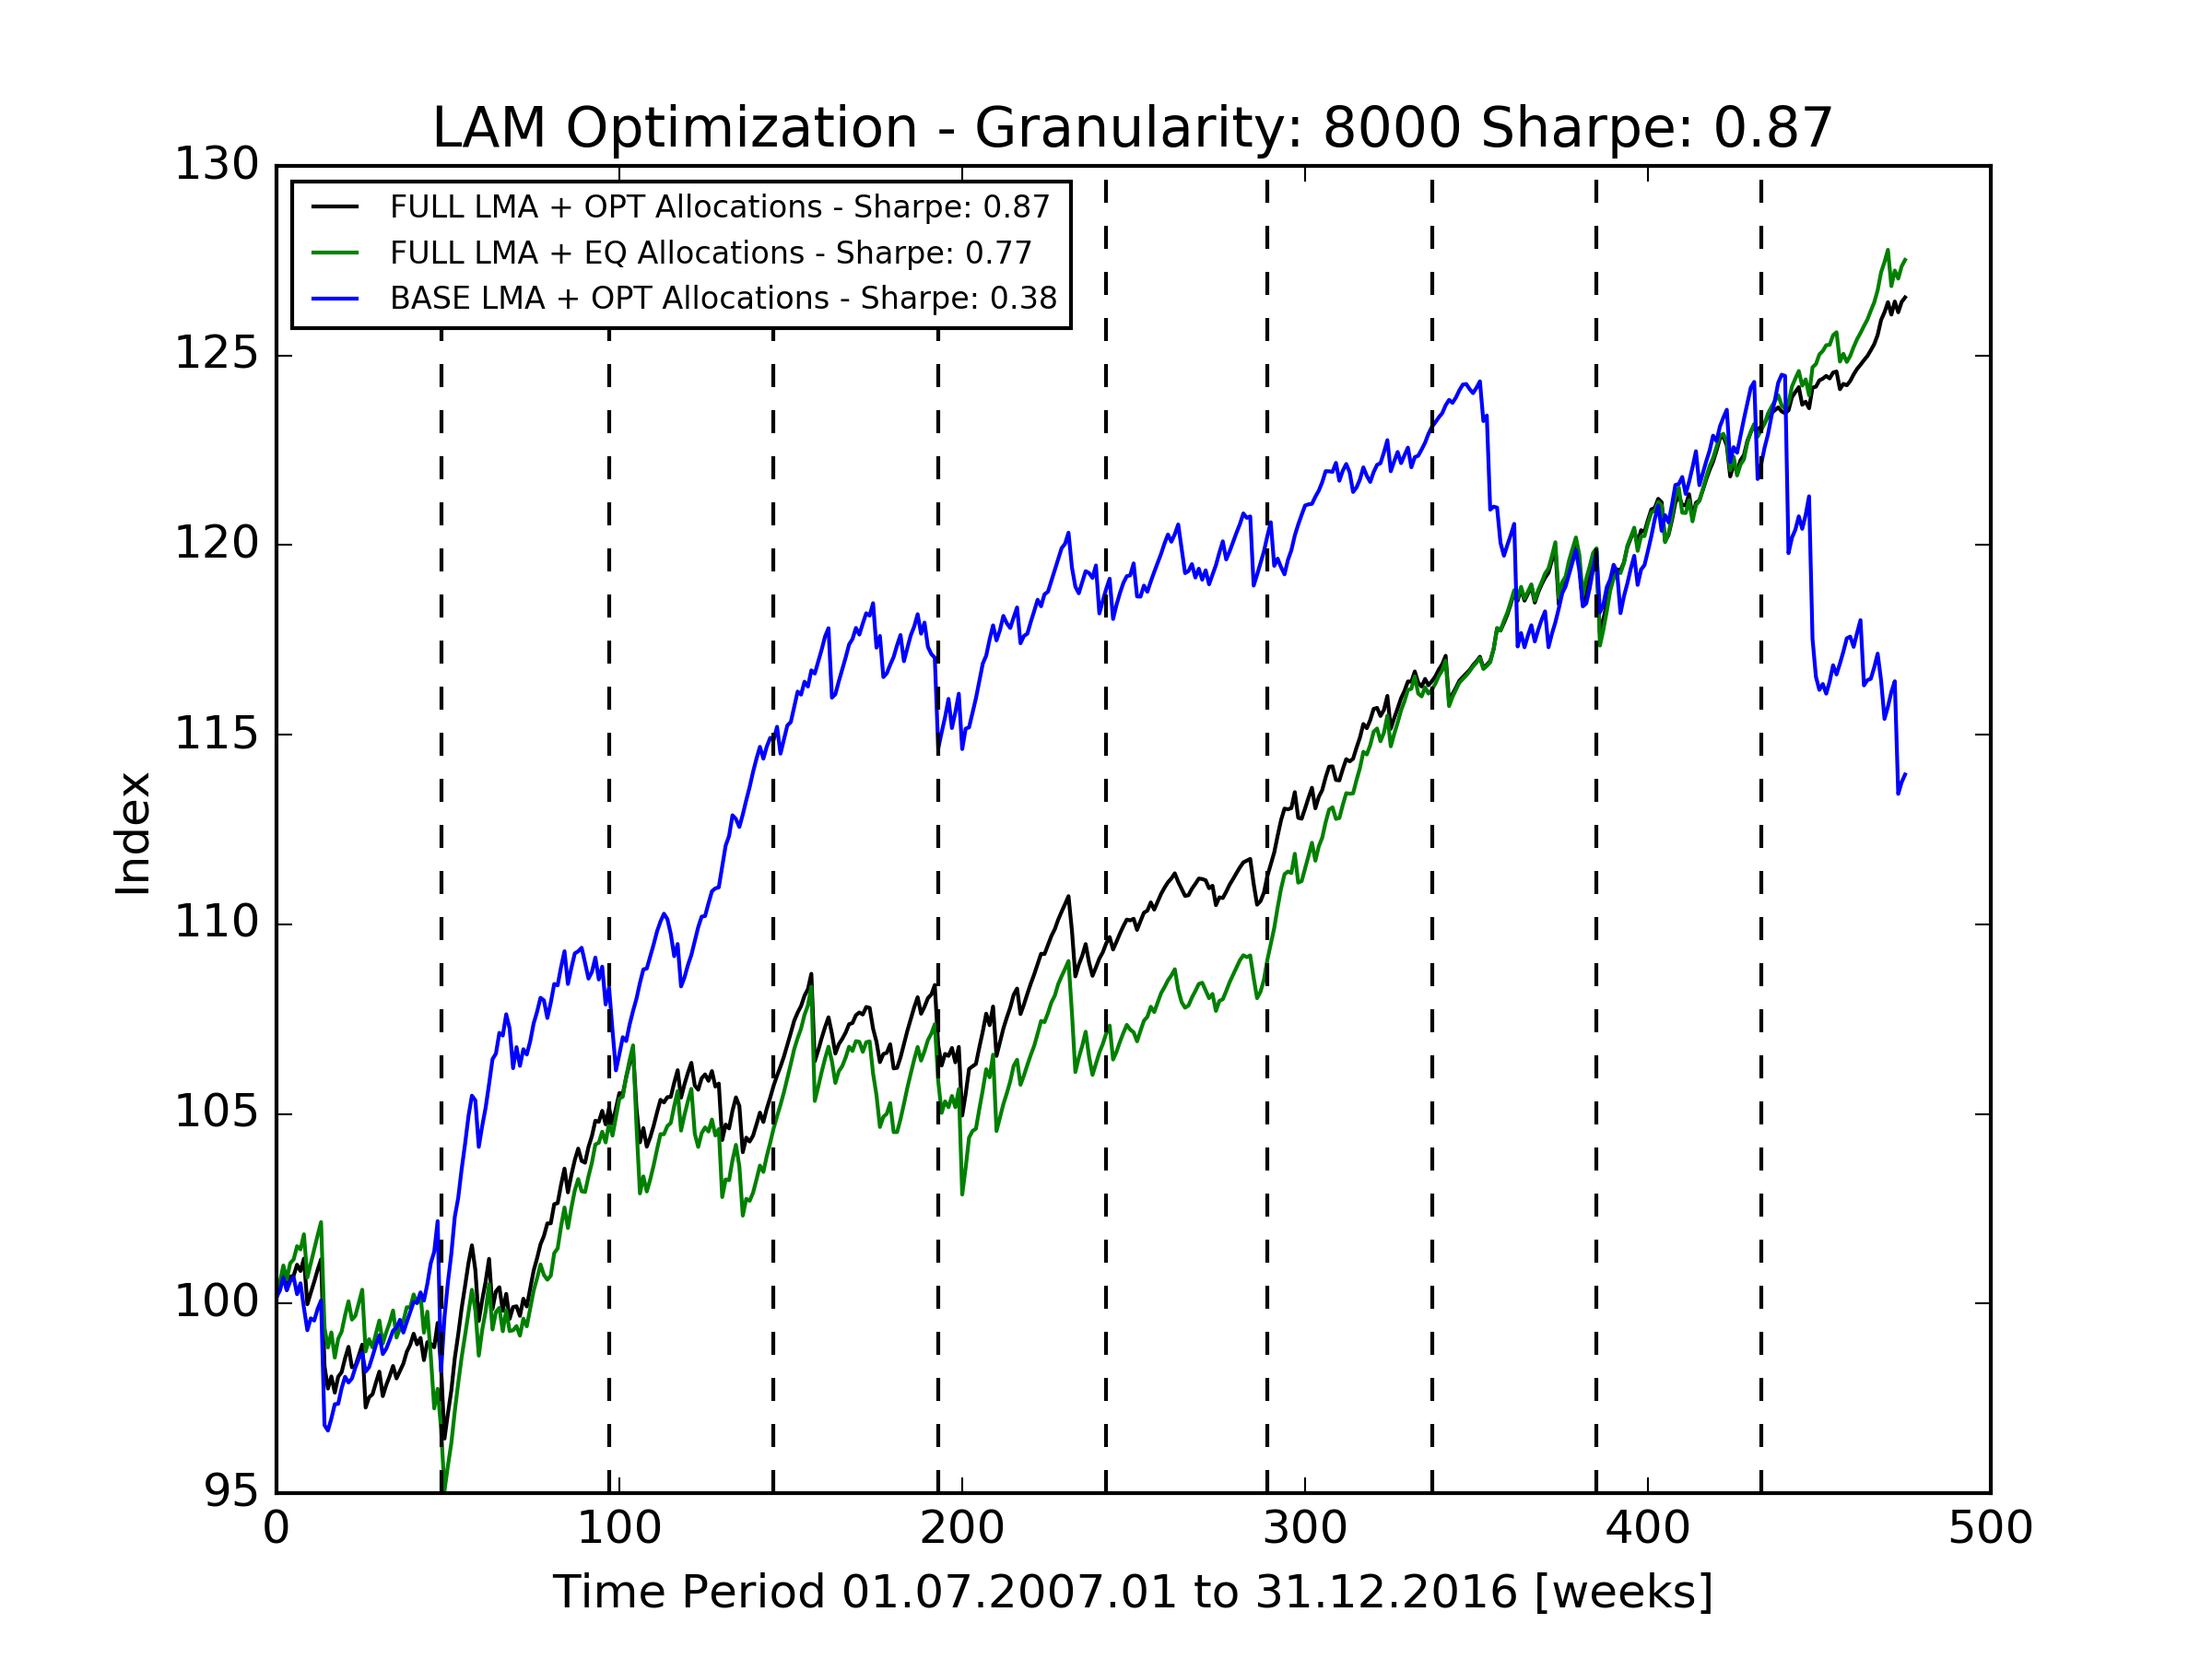 LAM Optimization - Granularity: 8000 Sharpe: 0.87
130
125
120
115
110
105
100
95
Index
FULL LMA + OPT Allocations - Sharpe: 0.87
FULL LMA + EQ Allocations - Sharpe: 0.77
BASE LMA + OPT Allocations - Sharpe: 0.38
0 100 200 300 400 500
Time Period 01.07.2007.01 to 31.12.2016 [weeks]